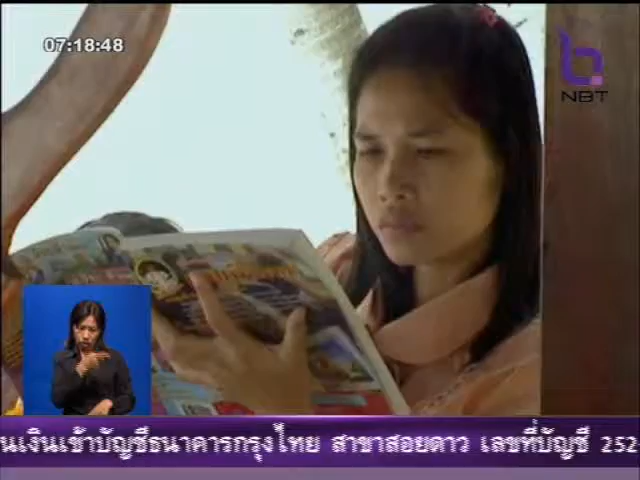 07:18:48
NBT
นเงินเข้าบัญชีธนาคารกรุงไทย สาขาสอยดาว เลขที่บัญชี 252